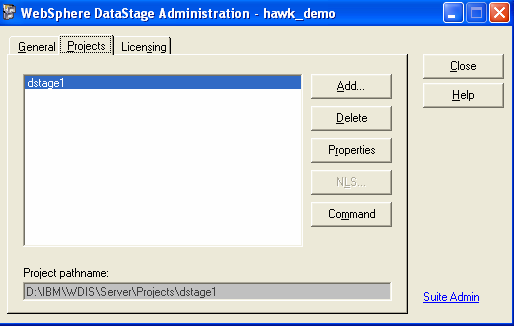 WebSphere DataStage Administration - hawk_demo
General Projects Licensing
dstage1
Add...
Delete
Properties
NLS...
Command
Close
Help
Project pathname:
D:\IBM\WDIS\Server\Projects\dstage1
Suite Admin